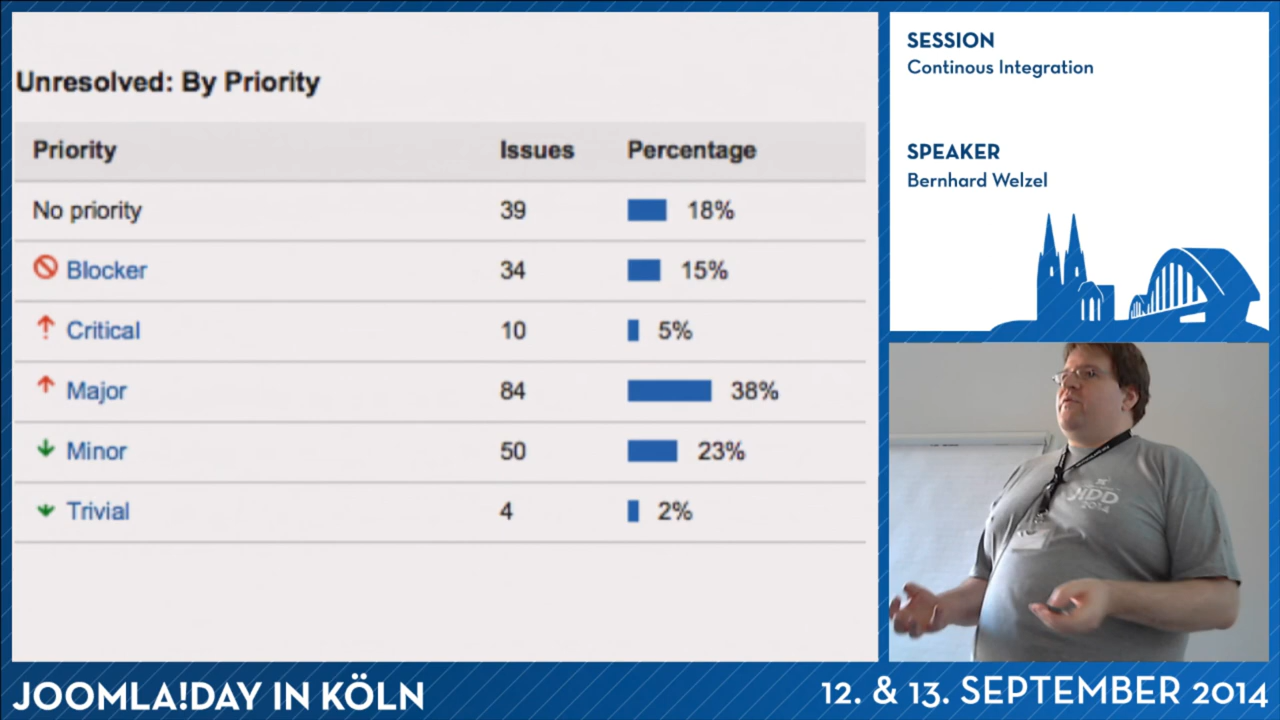 Unresolved: By Priority
Priority Issues Percentage
No priority 39 18%
Blocker 34 15%
Critical 10 5%
Major 84 38%
Minor 50 23%
Trivial 4 2%
SESSION
Continous Integration
SPEAKER
Bernhard Welzel
JDD
2014
JOOMLA!DAY IN KÖLN
12. & 13. SEPTEMBER 2014